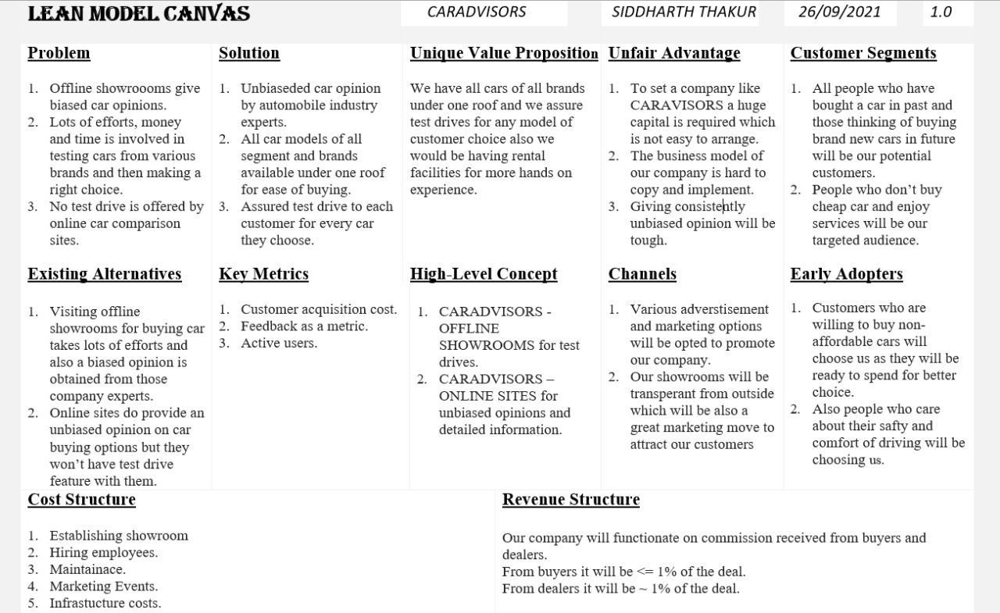 LEAN MODEL CANVAS
CARADVISORS
SIDDHARTH THAKUR
26/09/2021
1.0
Problem
1. Offline showroooms give
biased car opinions.
2. Lots of efforts, money
and time is involved in
testing cars from various
brands and then making a
right choice.
3. No test drive is offered by
online car comparison
sites.
Solution
1. Unbiaseded car opinion
by automobile industry
experts.
2. All car models of all
segment and brands
available under one roof
for ease of buying.
3. Assured test drive to each
customer for every car
they choose.
Unique Value Proposition
We have all cars of all brands
under one roof and we assure
test drives for any model of
customer choice also we
would be having rental
facilities for more hands on
experience.
Unfair Advantage
1. To set a company like
CARAVISORS a huge
capital is required which
is not easy to arrange.
2. The business model of
our company is hard to
copy and implement.
3. Giving consistently
unbiased opinion will be
tough.
Customer Segments
1. All people who have
bought a car in past and
those thinking of buying
brand new cars in future
will be our potential
customers.
2. People who don’t buy
cheap car and enjoy
services will be our
targeted audience.
Existing Alternatives
1. Visiting offline
showrooms for buying car
takes lots of efforts and
also a biased opinion is
obtained from those
company experts.
2. Online sites do provide an
unbiased opinion on car
buying options but they
won’t have test drive
feature with them.
Key Metrics
1. Customer acquisition cost.
2. Feedback as a metric.
3. Active users.
High-Level Concept
1. CARADVISORS -
OFFLINE
SHOWROOMS for test
drives.
2. CARADVISORS –
ONLINE SITES for
unbiased opinions and
detailed information.
Channels
1. Various adverstisement
and marketing options
will be opted to promote
our company.
2. Our showrooms will be
transperant from outside
which will be also a
great marketing move to
attract our customers
Early Adopters
1. Customers who are
willing to buy non-
affordable cars will
choose us as they will be
ready to spend for better
choice.
2. Also people who care
about their safty and
comfort of driving will be
choosing us.
Cost Structure
1. Establishing showroom
2. Hiring employees.
3. Maintainace.
4. Marketing Events.
5. Infrastucture costs.
Revenue Structure
Our company will functionate on commission received from buyers and
dealers.
From buyers it will be <= 1% of the deal.
From dealers it will be ~ 1% of the deal.